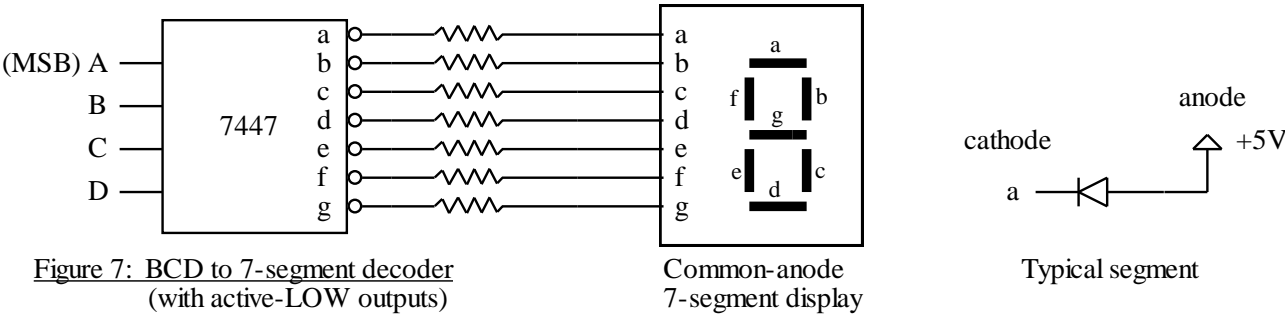 a
a
a
(MSB) A
b
b
f
b
B
c
c
anode
7447
d
d
g
cathode
+5V
C
e
e
e
c
D
f
f
d
a
g
g
Figure 7: BCD to 7-segment decoder
(with active-LOW outputs)
Common-anode
7-segment display
Typical segment